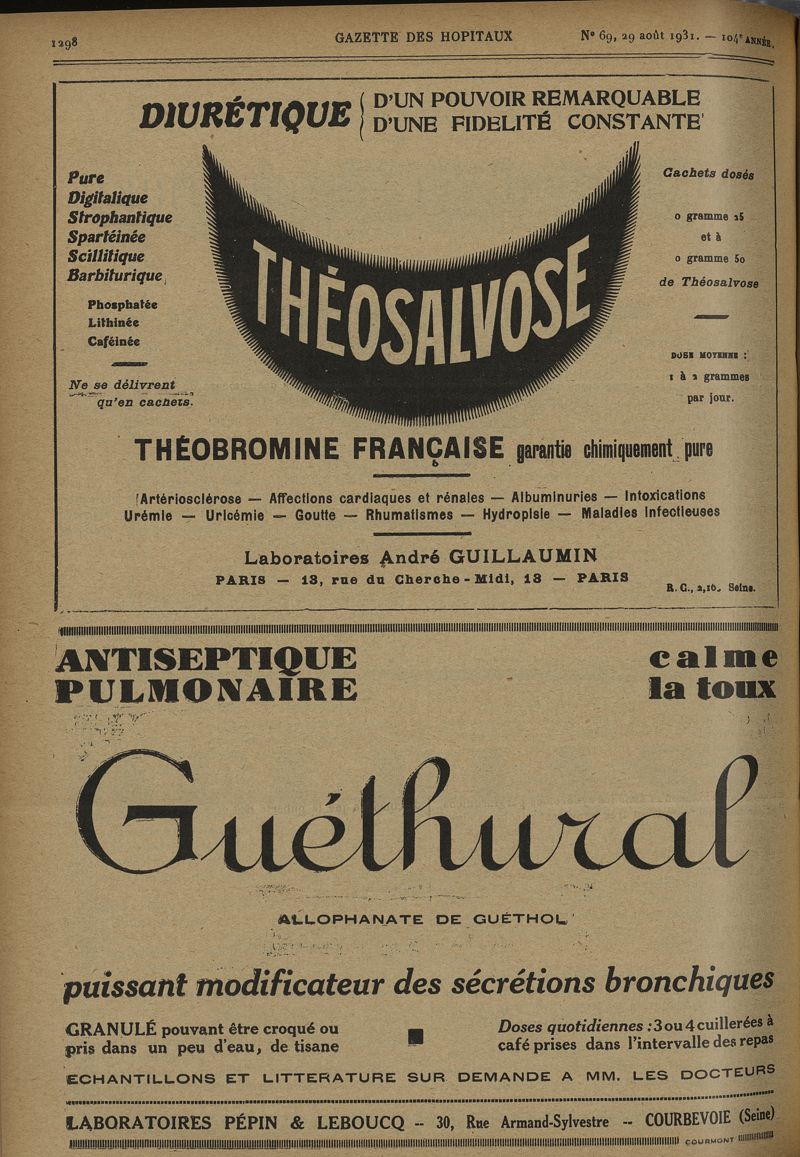 1298
GAZETTE DES HOPITAUX
Nº 69, 29 août 1931. — 104ᵉ ANNÉE.
DIURÉTIQUE
D'UN POUVOIR REMARQUABLE
D'UNE FIDELITÉ CONSTANTE
Pure
Digitalique
Strophantique
Spartéinée
Scillitique
Barbiturique
Phosphatée
Lithinée
Caféinée
Ne se délivrent
qu'en cachets.
THÉOSALVOSE
Cachets dosés
0 gramme 25
et à
0 gramme 50
de Théosalvose
DOSE MOYENNE :
1 à 2 grammes
par jour.
THÉOBROMINE FRANÇAISE garantie chimiquement pure
Artériosclérose — Affections cardiaques et rénales — Albuminuries — Intoxications
Urémie — Uricémie — Goutte — Rhumatismes — Hydropisie — Maladies Infectieuses
Laboratoires André GUILLAUMIN
PARIS — 13, rue du Cherche-Midi, 13 — PARIS
R. C., Seine.
ANTISEPTIQUE
PULMONAIRE
calme
la toux
Guéthural
ALLOPHANATE DE GUÉTHOL
puissant modificateur des sécrétions bronchiques
GRANULÉ pouvant être croqué ou
pris dans un peu d'eau, de tisane
Doses quotidiennes : 3 ou 4 cuillerées à
café prises dans l'intervalle des repas
ECHANTILLONS ET LITTERATURE SUR DEMANDE A MM. LES DOCTEURS
LABORATOIRES PÉPIN & LEBOUCQ -- 30, Rue Armand-Sylvestre -- COURBEVOIE (Seine)
COURMONT